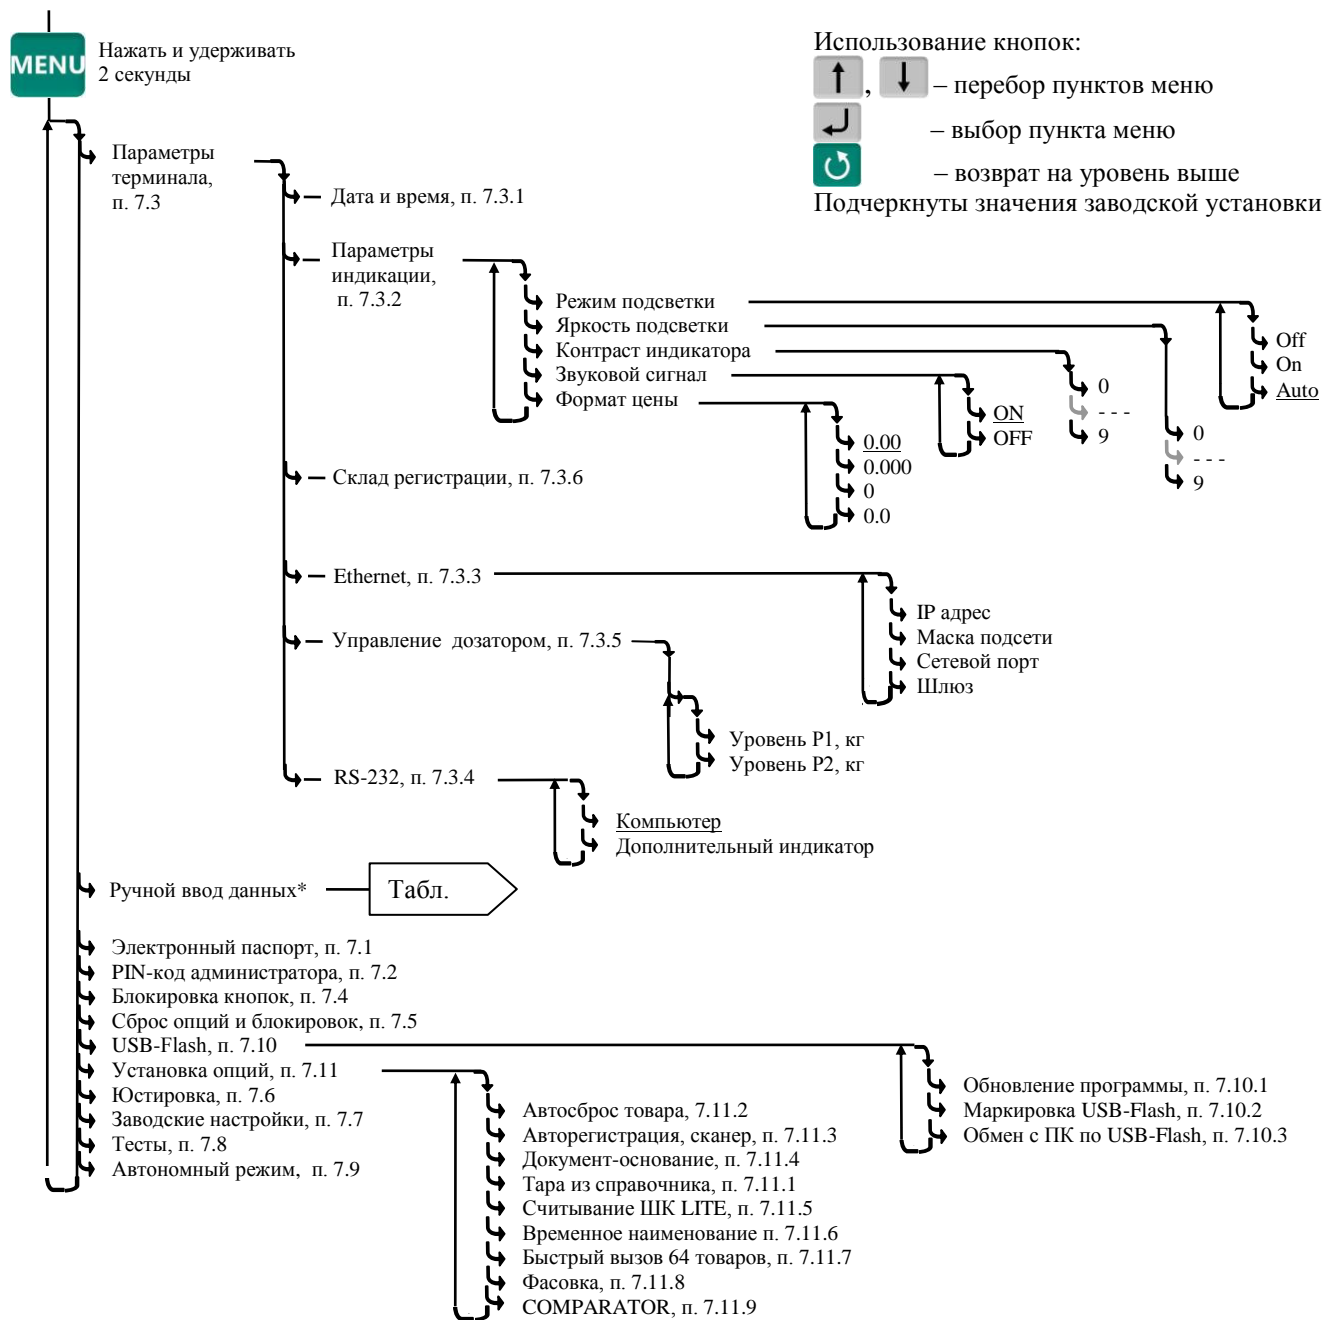 MENU
Нажать и удерживать
2 секунды
Использование кнопок:
, – перебор пунктов меню
– выбор пункта меню
– возврат на уровень выше
Подчеркнуты значения заводской установки
Параметры
терминала,
п. 7.3
Дата и время, п. 7.3.1
Параметры
индикации,
п. 7.3.2
Режим подсветки
Яркость подсветки
Контраст индикатора
Звуковой сигнал
Формат цены
Off
On
Auto
0
- - -
9
0
- - -
9
ON
OFF
0.00
0.000
0
0.0
Склад регистрации, п. 7.3.6
Ethernet, п. 7.3.3
IP адрес
Маска подсети
Сетевой порт
Шлюз
Управление дозатором, п. 7.3.5
Уровень P1, кг
Уровень P2, кг
RS-232, п. 7.3.4
Компьютер
Дополнительный индикатор
Ручной ввод данных*
Табл.
Электронный паспорт, п. 7.1
PIN-код администратора, п. 7.2
Блокировка кнопок, п. 7.4
Сброс опций и блокировок, п. 7.5
USB-Flash, п. 7.10
Установка опций, п. 7.11
Юстировка, п. 7.6
Заводские настройки, п. 7.7
Тесты, п. 7.8
Автономный режим, п. 7.9
Обновление программы, п. 7.10.1
Маркировка USB-Flash, п. 7.10.2
Обмен с ПК по USB-Flash, п. 7.10.3
Автосброс товара, 7.11.2
Авторегистрация, сканер, п. 7.11.3
Документ-основание, п. 7.11.4
Тара из справочника, п. 7.11.1
Считывание ШК LITE, п. 7.11.5
Временное наименование п. 7.11.6
Быстрый вызов 64 товаров, п. 7.11.7
Фасовка, п. 7.11.8
COMPARATOR, п. 7.11.9